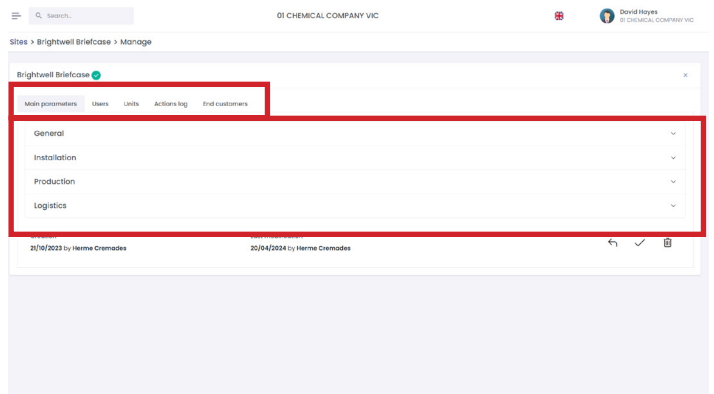 Search...
01 CHEMICAL COMPANY VIC
David Hayes
01 CHEMICAL COMPANY VIC
Sites > Brightwell Briefcase > Manage
Brightwell Briefcase
Main parameters Users Units Actions log End customers
General
Installation
Production
Logistics
21/10/2023 by Herme Cremades 20/04/2024 by Herme Cremades